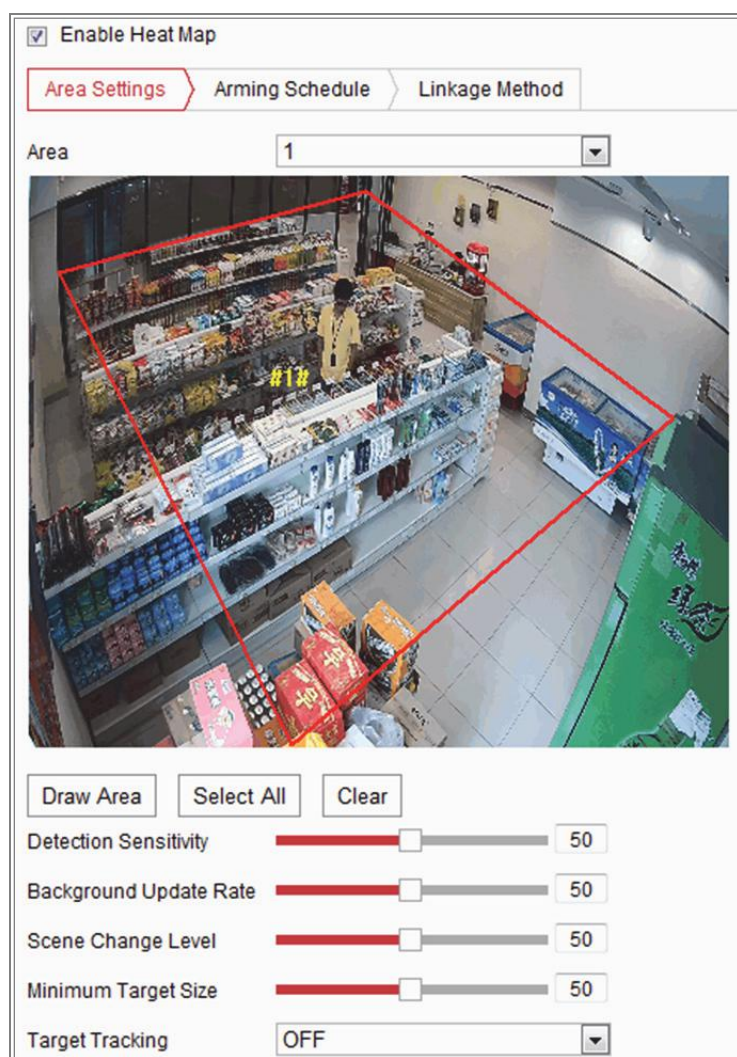 Enable Heat Map
Area Settings Arming Schedule Linkage Method
Area 1
#1#
Draw Area Select All Clear
Detection Sensitivity 50
Background Update Rate 50
Scene Change Level 50
Minimum Target Size 50
Target Tracking OFF